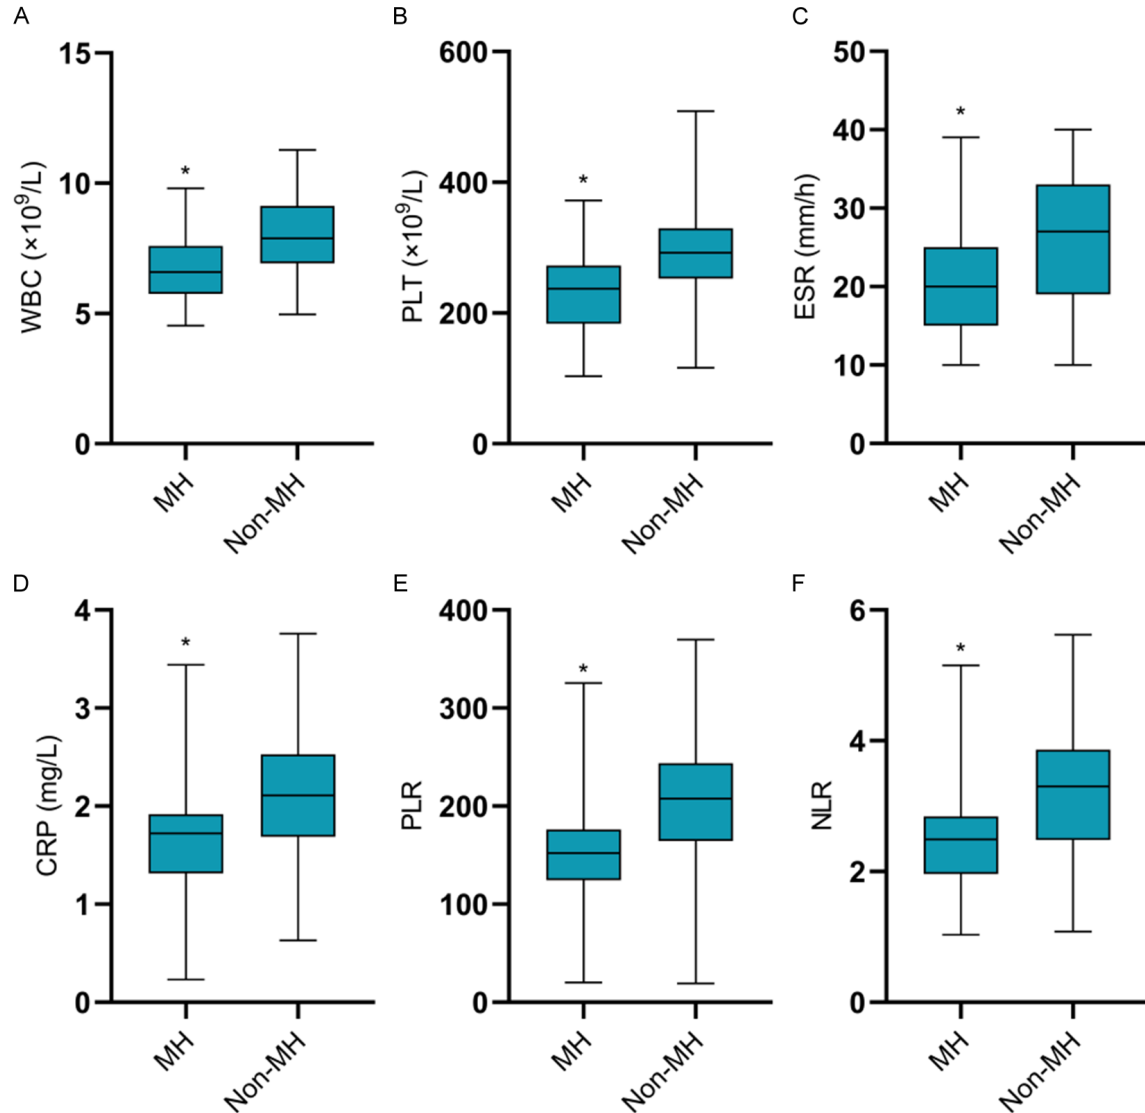 A
B
C
15
10
5
0
WBC (×10⁹/L)
*
MH
Non-MH
600
400
200
0
PLT (×10⁹/L)
*
MH
Non-MH
50
40
30
20
10
0
ESR (mm/h)
*
MH
Non-MH
D
E
F
4
3
2
1
0
CRP (mg/L)
*
MH
Non-MH
400
300
200
100
0
PLR
*
MH
Non-MH
6
4
2
0
NLR
*
MH
Non-MH